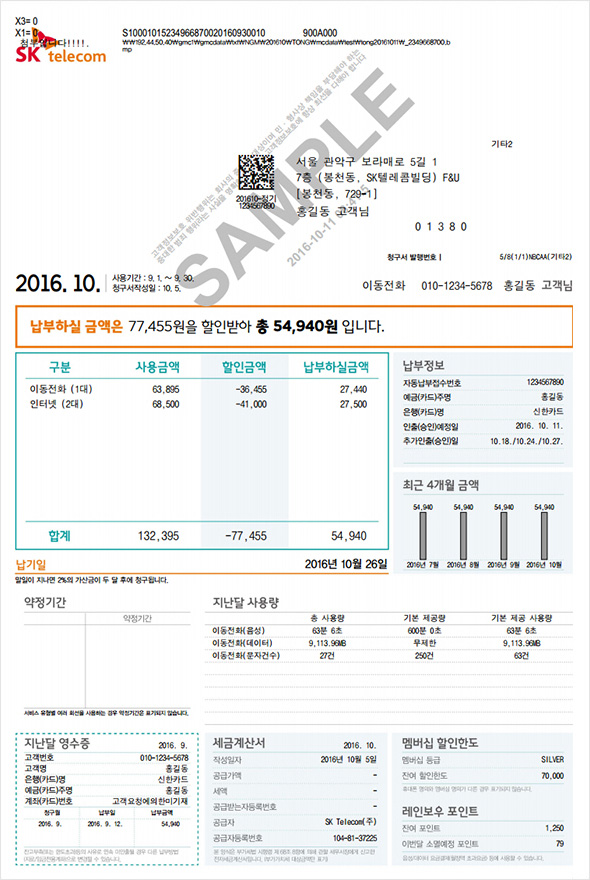 X3= 0
X1= 0 S10001015234966870020160930010 900A000
첨부합니다!!!!.
SK telecom
SAMPLE
기타2
서울 관악구 보라매로 5길 1
7층 (봉천동, SK텔레콤빌딩) F&U
[봉천동, 729-1]
홍길동 고객님
201610-정기
1234567890
01380
청구서 발행번호 | 5/8(1/1)NBCAA(기타2)
2016. 10. 사용기간 : 9. 1. ~ 9. 30.
청구서작성일 : 10. 5.
이동전화 010-1234-5678 홍길동 고객님
납부하실 금액은 77,455원을 할인받아 총 54,940원 입니다.
구분 사용금액 할인금액 납부하실금액
이동전화 (1대) 63,895 -36,455 27,440
인터넷 (2대) 68,500 -41,000 27,500
합계 132,395 -77,455 54,940
납기일 2016년 10월 26일
말일이 지나면 2%의 가산금이 두 달 후에 청구됩니다.
납부정보
자동납부접수번호 1234567890
예금(카드)주명 홍길동
은행(카드)명 신한카드
인출(승인)예정일 2016. 10. 11.
추가인출(승인)일 10.18./10.24./10.27.
최근 4개월 금액
54,940 54,940 54,940 54,940
2016년 7월 2016년 8월 2016년 9월 2016년 10월
약정기간
약정기간
서비스 유형별 여러 회선을 사용하는 경우 약정기간은 표기되지 않습니다.
지난달 사용량
총 사용량 기본 제공량 기본 제공 사용량
이동전화(음성) 63분 6초 600분 0초 63분 6초
이동전화(데이터) 9,113.96MB 무제한 9,113.96MB
이동전화(문자건수) 27건 250건 63건
지난달 영수증 2016. 9.
고객번호 010-1234-5678
고객명 홍길동
은행(카드)명 신한카드
예금(카드)주명 홍길동
계좌(카드)번호 고객요청에의한미기재
청구월 납부일 납부금액
2016. 9. 2016. 9. 12. 54,940
세금계산서 2016. 10.
작성일자 2016년 10월 5일
공급가액 -
세액 -
공급받는자등록번호 -
공급자 SK Telecom(주)
공급자등록번호 104-81-37225
멤버십 할인한도
멤버십 등급 SILVER
잔여 할인한도 70,000
휴대폰 명의와 멤버십 명의가 다른 경우 표기되지 않습니다.
레인보우 포인트
잔여 포인트 1,250
이번달 소멸예정 포인트 79